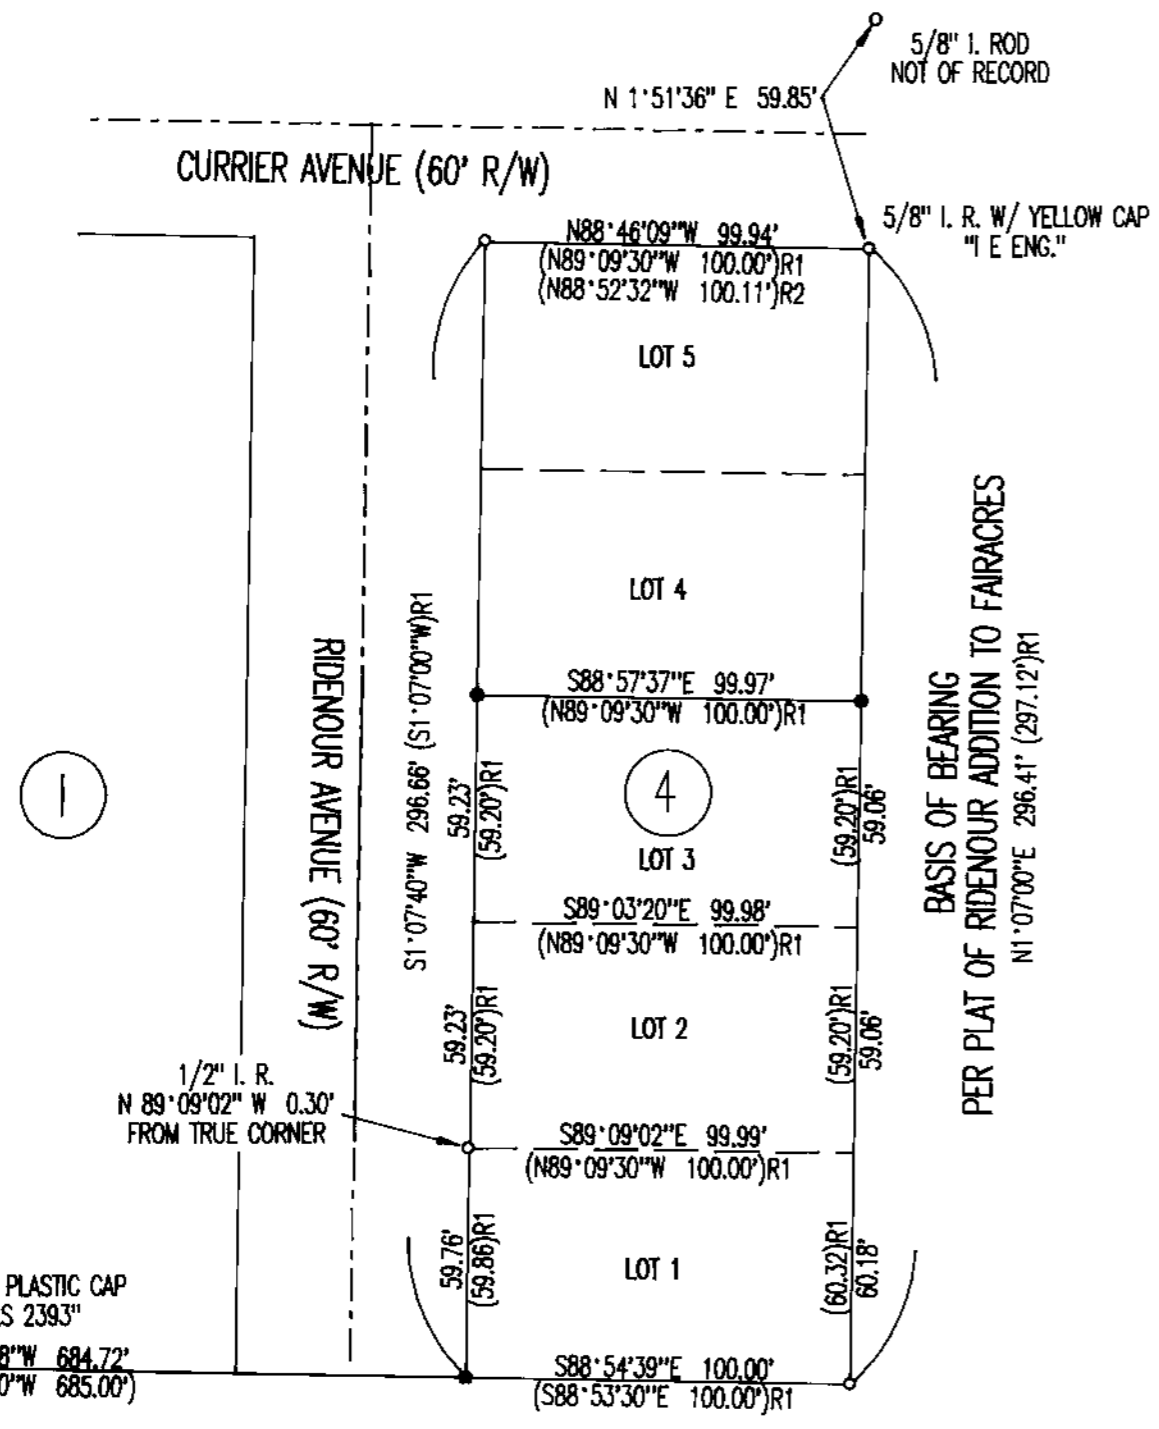 5/8" I. ROD
NOT OF RECORD
N 1°51'36" E 59.85'
CURRIER AVENUE (60' R/W)
5/8" I. R. W/ YELLOW CAP
"I E ENG."
N88°46'09"W 99.94'
(N89°09'30"W 100.00')R1
(N88°52'32"W 100.11')R2
LOT 5
LOT 4
S88°57'37"E 99.97'
(N89°09'30"W 100.00')R1
RIDENOUR AVENUE (60' R/W)
S1°07'40"W 296.66' (S1°07'00"W)R1
BASIS OF BEARING
PER PLAT OF RIDENOUR ADDITION TO FAIRACRES
N1°07'00"E 296.41' (297.12')R1
1
4
59.23'
(59.20')R1
(59.20')R1
59.06'
LOT 3
S89°03'20"E 99.98'
(N89°09'30"W 100.00')R1
59.23'
(59.20')R1
LOT 2
(59.20')R1
59.06'
1/2" I. R.
N 89°09'02" W 0.30'
FROM TRUE CORNER
S89°09'02"E 99.99'
(N89°09'30"W 100.00')R1
59.76'
(59.86)R1
LOT 1
(60.32)R1
60.18'
PLASTIC CAP
S 2393"
8"W 684.72'
0"W 685.00')
S88°54'39"E 100.00'
(S88°53'30"E 100.00')R1